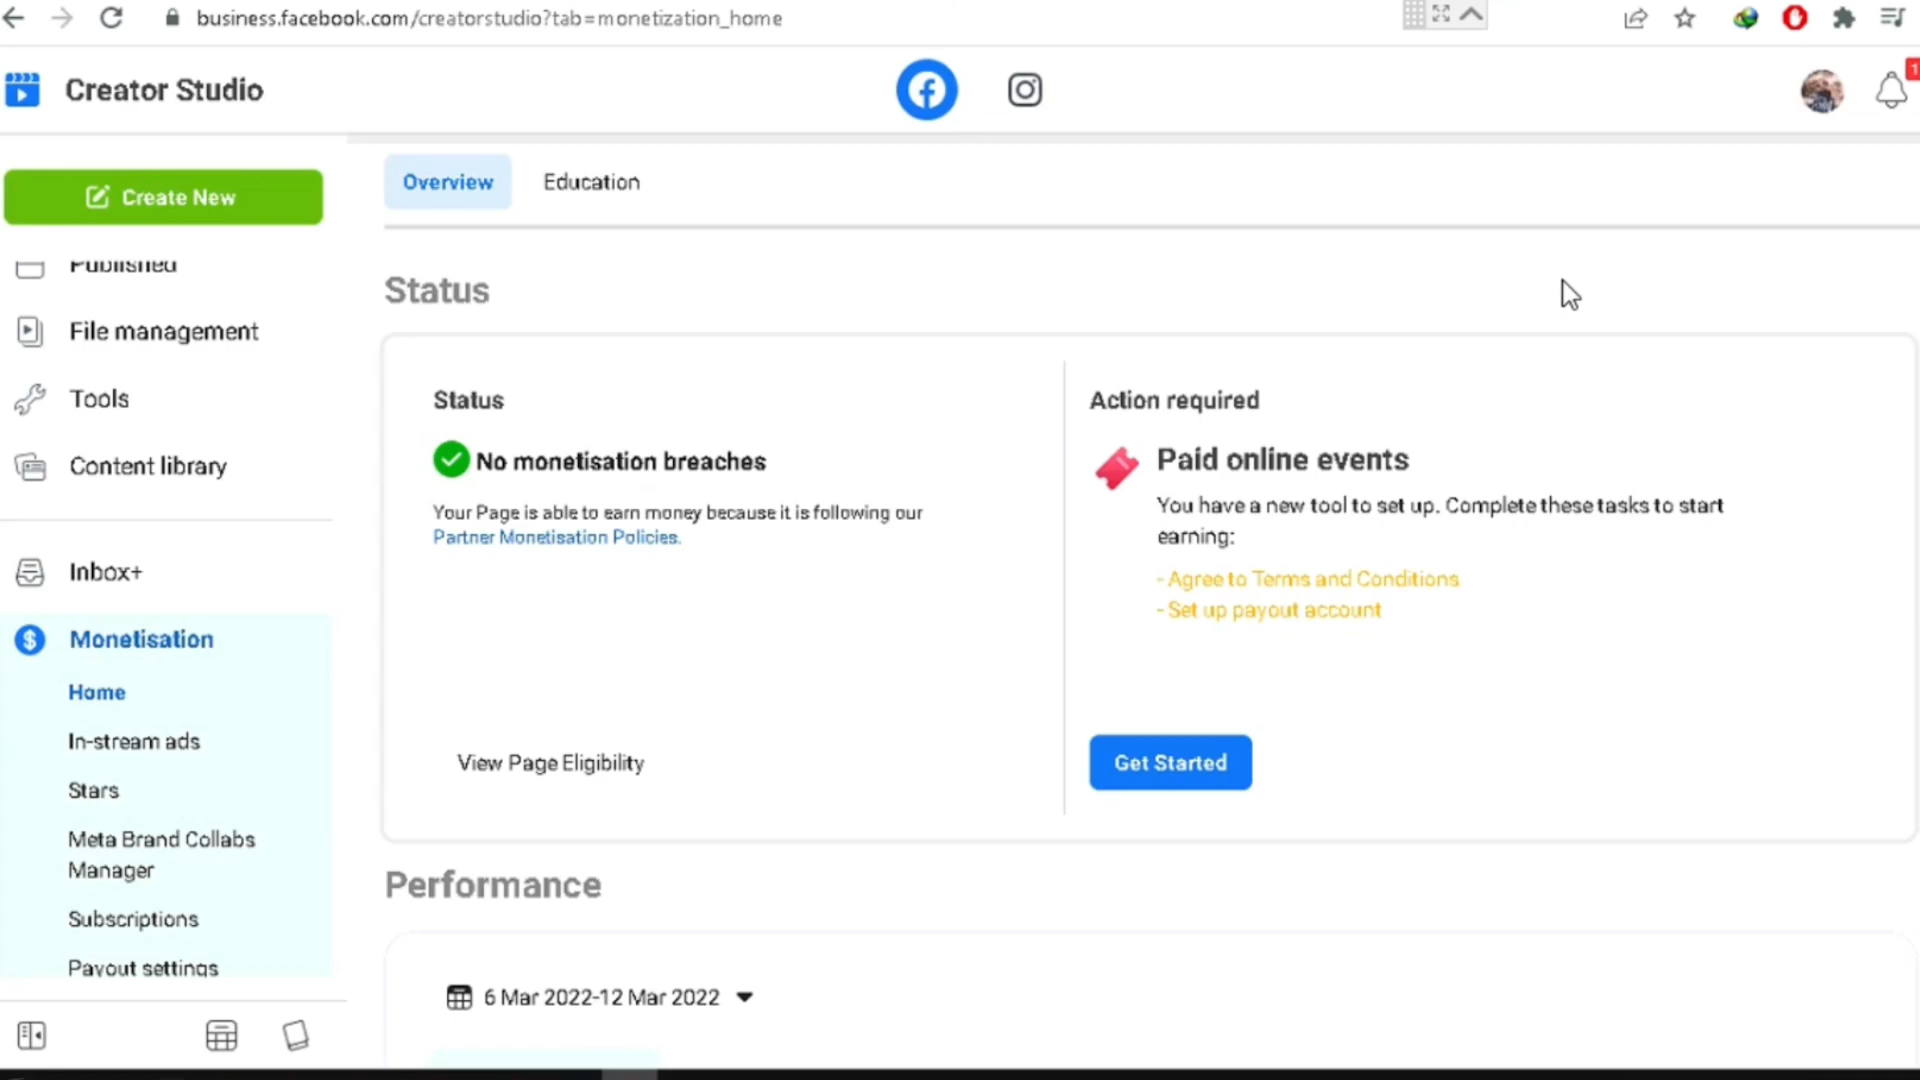 business.facebook.com/creatorstudio?tab=monetization_home
Creator Studio
1
Create New
Overview
Education
Published
File management
Tools
Content library
Inbox+
Monetisation
Home
In-stream ads
Stars
Meta Brand Collabs
Manager
Subscriptions
Payout settings
Status
Status
No monetisation breaches
Your Page is able to earn money because it is following our
Partner Monetisation Policies.
View Page Eligibility
Action required
Paid online events
You have a new tool to set up. Complete these tasks to start
earning:
- Agree to Terms and Conditions
- Set up payout account
Get Started
Performance
6 Mar 2022-12 Mar 2022